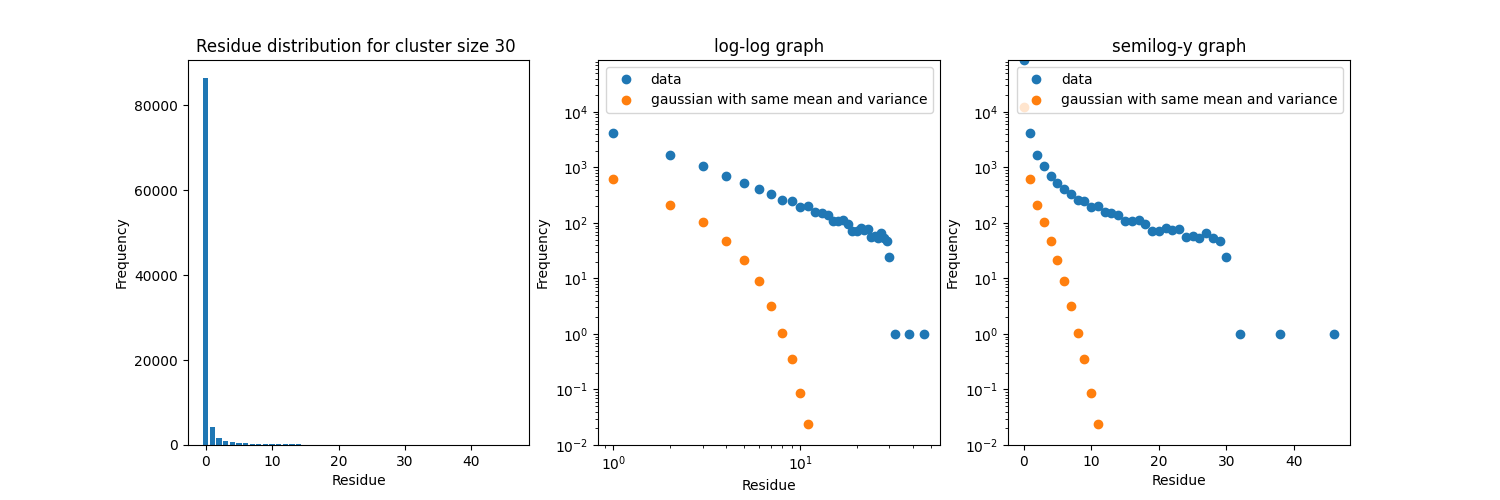 Residue distribution for cluster size 30
Frequency
80000
60000
40000
20000
0
0 10 20 30 40
Residue
log-log graph
data
gaussian with same mean and variance
Frequency
10^4
10^3
10^2
10^1
10^0
10^-1
10^-2
10^0 10^1
Residue
semilog-y graph
data
gaussian with same mean and variance
Frequency
10^4
10^3
10^2
10^1
10^0
10^-1
10^-2
0 10 20 30 40
Residue